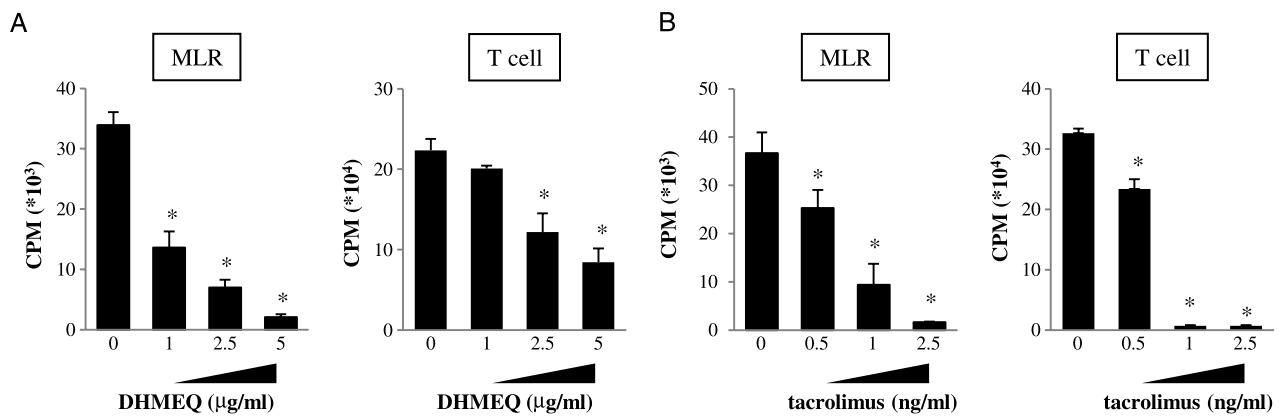 A
B
MLR
T cell
MLR
T cell
CPM (*10³)
40
30
20
10
0
*
*
*
0 1 2.5 5
DHMEQ (µg/ml)
CPM (*10⁴)
30
20
10
0
*
*
0 1 2.5 5
DHMEQ (µg/ml)
CPM (*10³)
50
40
30
20
10
0
*
*
*
0 0.5 1 2.5
tacrolimus (ng/ml)
CPM (*10⁴)
40
30
20
10
0
*
*
*
0 0.5 1 2.5
tacrolimus (ng/ml)